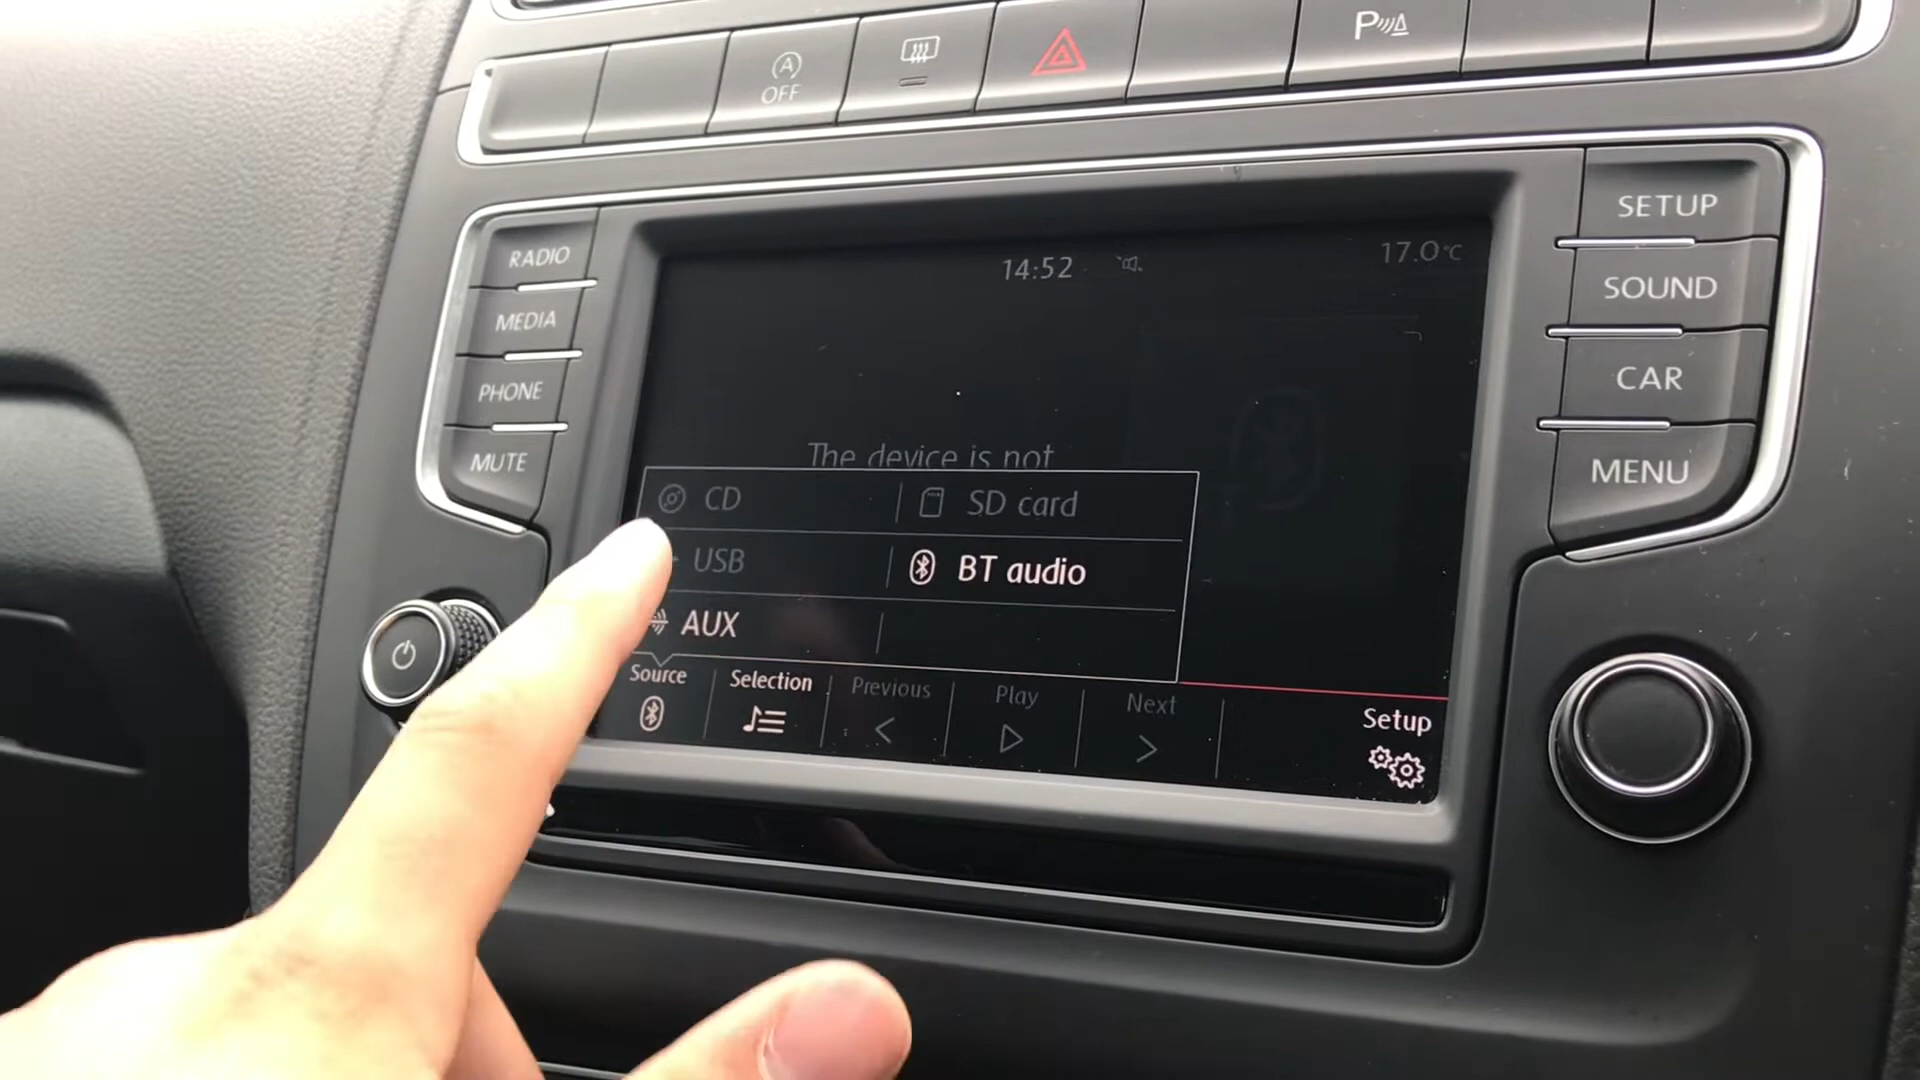 A
OFF
P
RADIO
MEDIA
PHONE
MUTE
14:52
17.0°C
The device is not
CD
SD card
USB
BT audio
AUX
Source
Selection
Previous
Play
Next
Setup
SETUP
SOUND
CAR
MENU